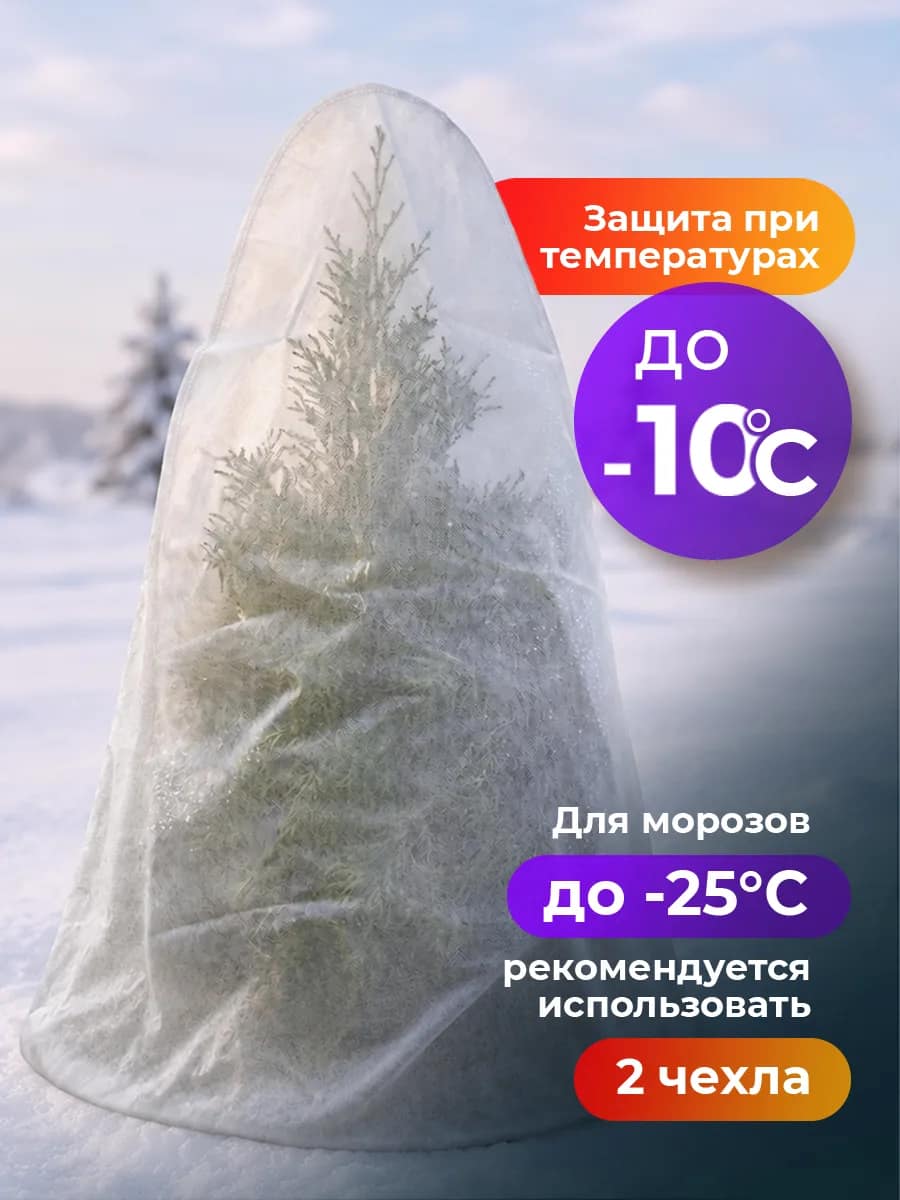 Защита при
температурах
до
-10°C
Для морозов
до -25°C
рекомендуется
использовать
2 чехла